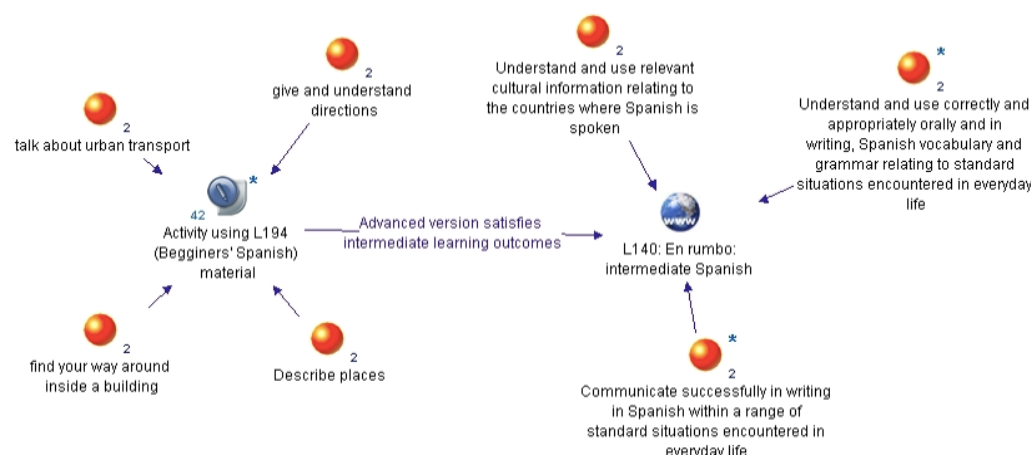 2
give and understand
directions
2
talk about urban transport
*
42
Activity using L194
(Begginers' Spanish)
material
2
find your way around
inside a building
2
Describe places
Advanced version satisfies
intermediate learning outcomes
2
Understand and use relevant
cultural information relating to
the countries where Spanish is
spoken
*
2
Understand and use correctly and
appropriately orally and in
writing, Spanish vocabulary and
grammar relating to standard
situations encountered in everyday
life
www
L140: En rumbo:
intermediate Spanish
*
2
Communicate successfully in writing
in Spanish within a range of
standard situations encountered in
everyday life